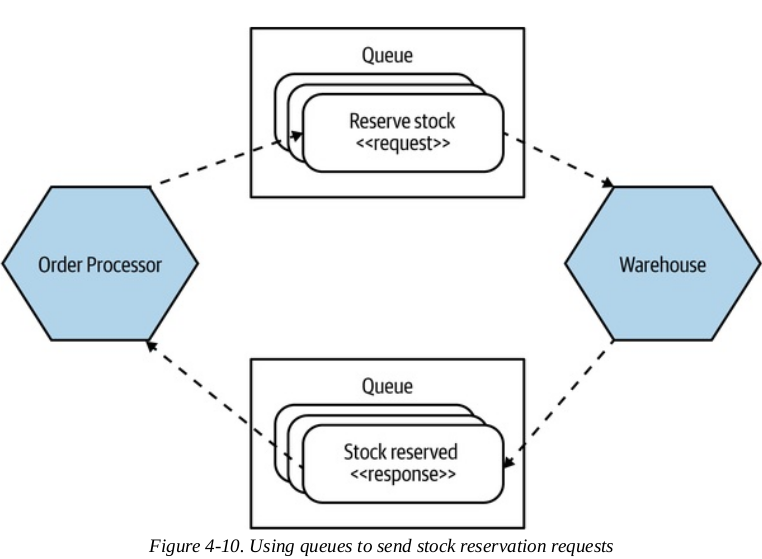 Queue
Reserve stock
<<request>>
Order Processor
Warehouse
Queue
Stock reserved
<<response>>
Figure 4-10. Using queues to send stock reservation requests